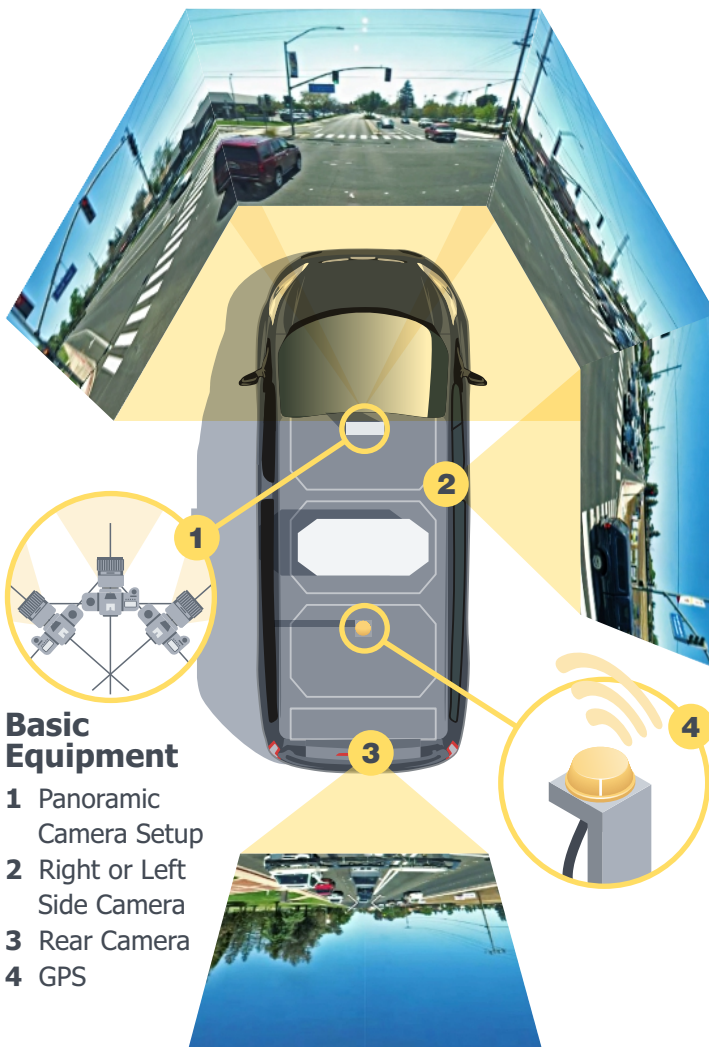 1
2
3
4
Basic
Equipment
1 Panoramic
Camera Setup
2 Right or Left
Side Camera
3 Rear Camera
4 GPS